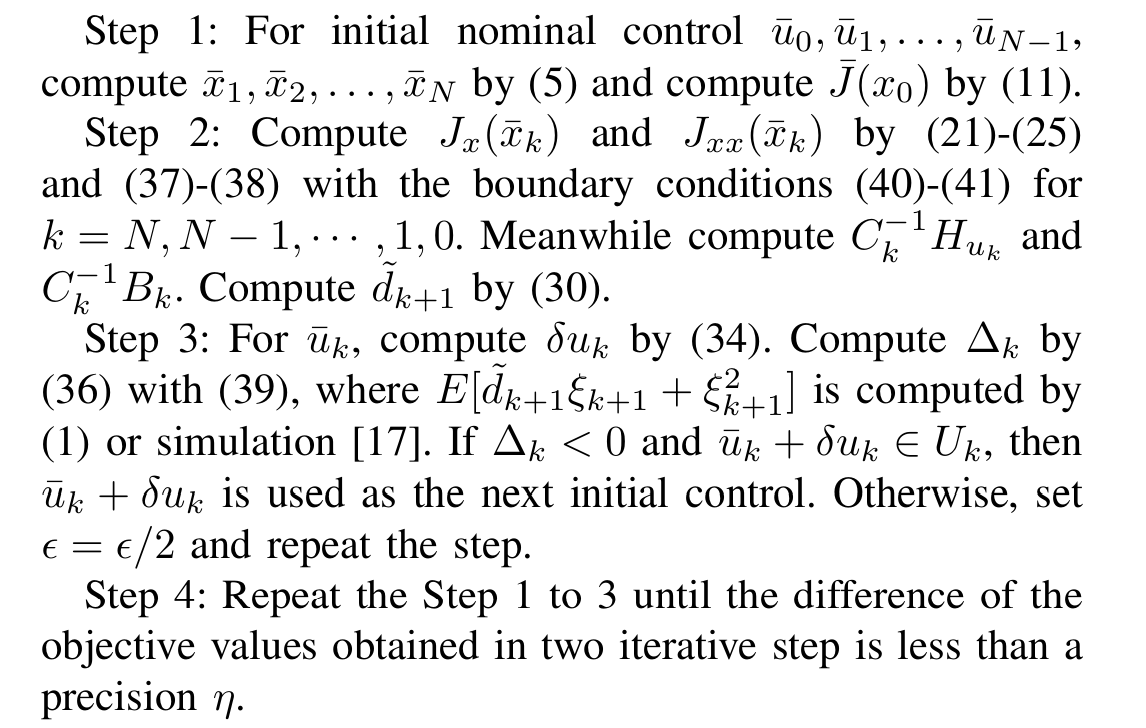 Step 1: For initial nominal control ū₀, ū₁, . . . , ū_{N−1},
compute x̄₁, x̄₂, . . . , x̄_N by (5) and compute J̄(x₀) by (11).
Step 2: Compute J_x(x̄_k) and J_{xx}(x̄_k) by (21)-(25)
and (37)-(38) with the boundary conditions (40)-(41) for
k = N, N − 1, · · · , 1, 0. Meanwhile compute C_k^{−1}H_{u_k} and
C_k^{−1}B_k. Compute d̃_{k+1} by (30).
Step 3: For ū_k, compute δu_k by (34). Compute Δ_k by
(36) with (39), where E[d̃_{k+1}ξ_{k+1} + ξ_{k+1}^2] is computed by
(1) or simulation [17]. If Δ_k < 0 and ū_k + δu_k ∈ U_k, then
ū_k + δu_k is used as the next initial control. Otherwise, set
ϵ = ϵ/2 and repeat the step.
Step 4: Repeat the Step 1 to 3 until the difference of the
objective values obtained in two iterative step is less than a
precision η.